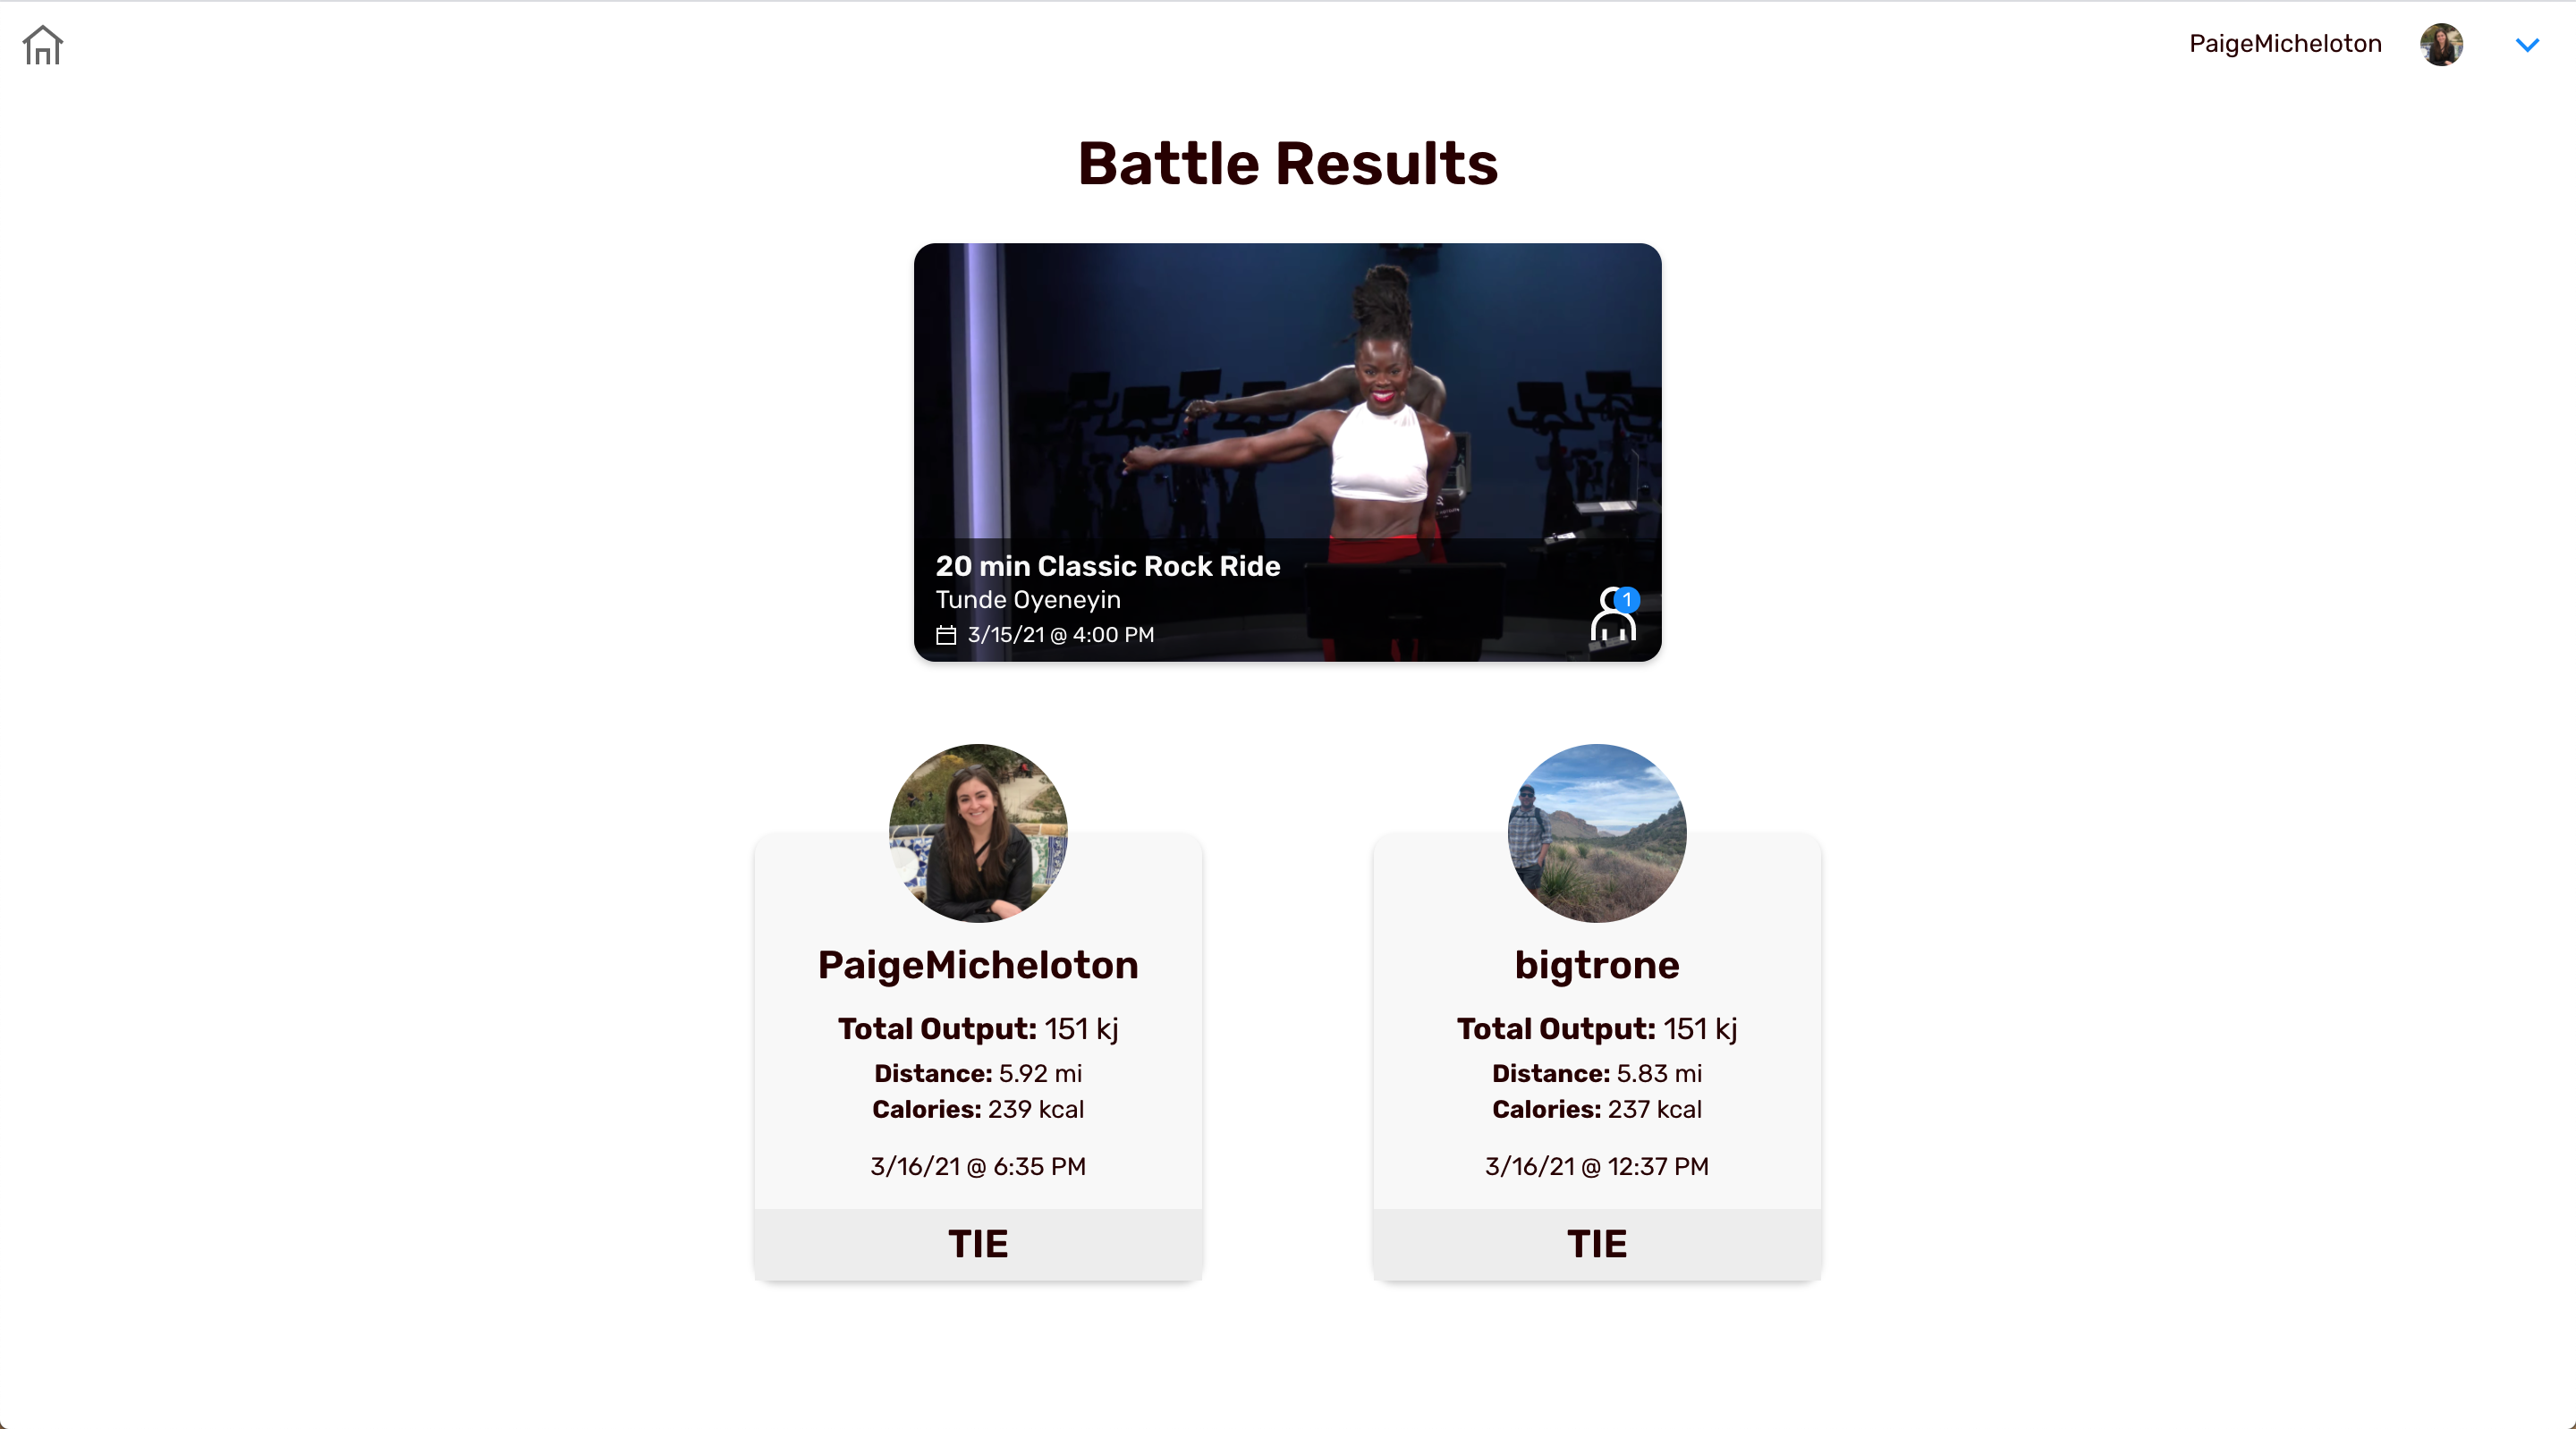 PaigeMicheloton
Battle Results
20 min Classic Rock Ride
Tunde Oyeneyin
3/15/21 @ 4:00 PM
1
PaigeMicheloton
Total Output: 151 kj
Distance: 5.92 mi
Calories: 239 kcal
3/16/21 @ 6:35 PM
TIE
bigtrone
Total Output: 151 kj
Distance: 5.83 mi
Calories: 237 kcal
3/16/21 @ 12:37 PM
TIE